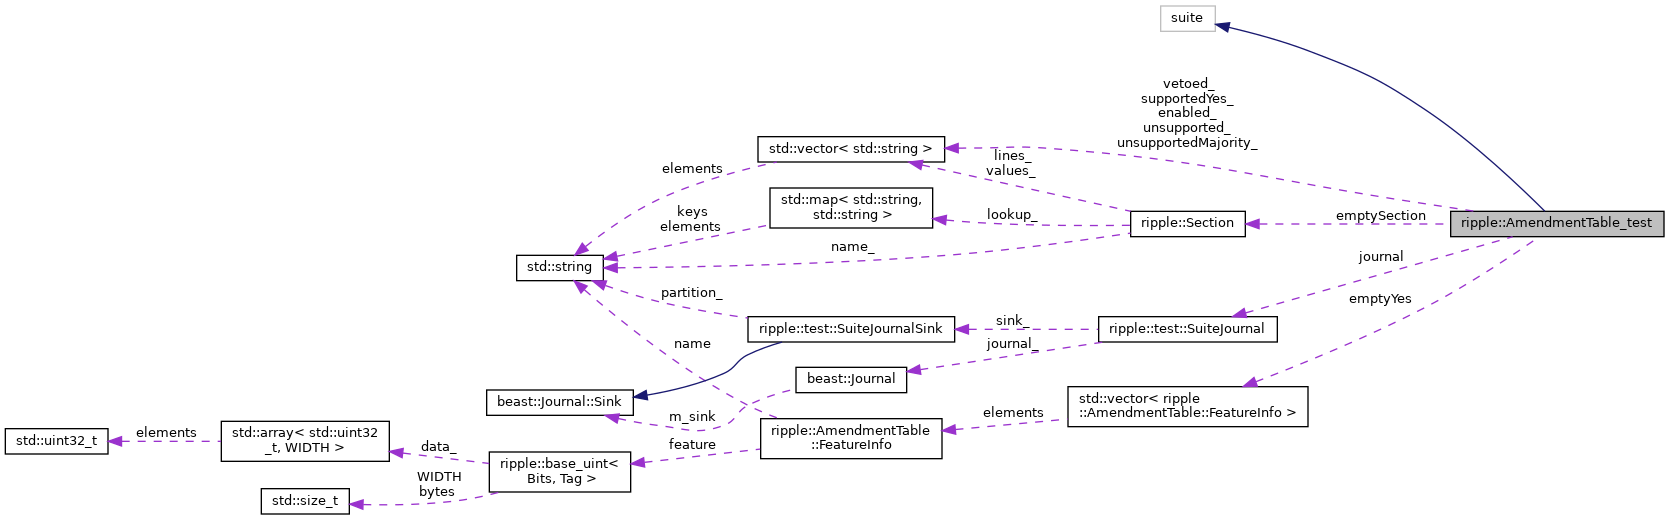 suite
vetoed_
supportedYes_
enabled_
unsupported_
unsupportedMajority_
std::vector< std::string >
lines_
values_
elements
std::map< std::string,
std::string >
keys
elements
lookup_
ripple::Section
emptySection
ripple::AmendmentTable_test
name_
std::string
journal
partition_
emptyYes
ripple::test::SuiteJournalSink
sink_
ripple::test::SuiteJournal
name
journal_
beast::Journal
beast::Journal::Sink
std::vector< ripple
::AmendmentTable::FeatureInfo >
m_sink
elements
std::uint32_t
elements
std::array< std::uint32
_t, WIDTH >
data_
feature
ripple::AmendmentTable
::FeatureInfo
ripple::base_uint<
Bits, Tag >
WIDTH
bytes
std::size_t